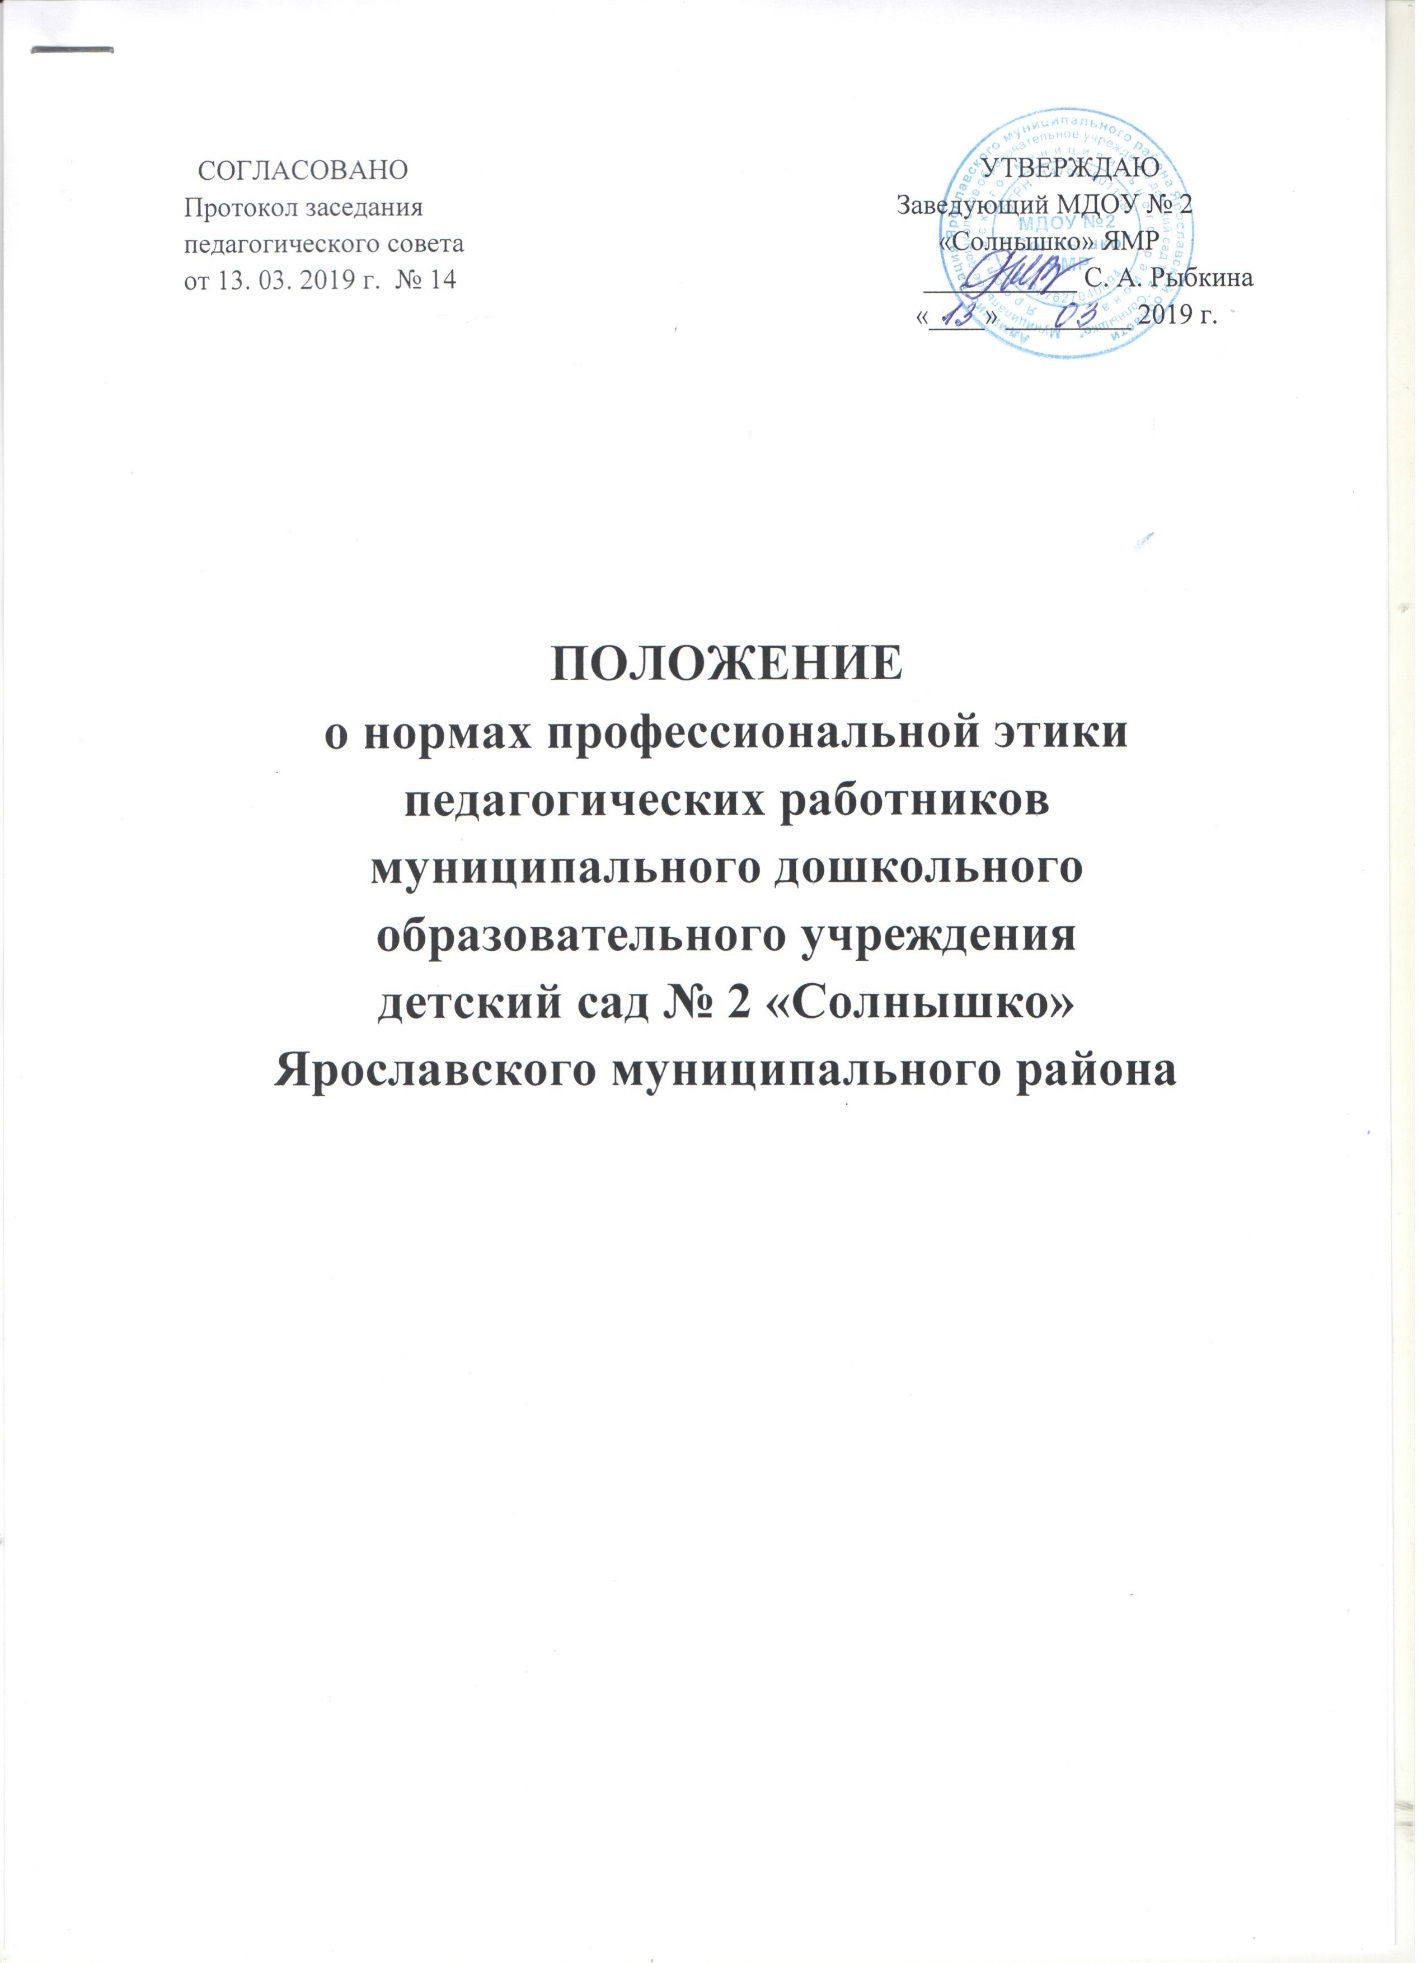 СОГЛАСОВАНО
Протокол заседания
педагогического совета
от 13. 03. 2019 г. № 14
УТВЕРЖДАЮ
Заведующий МДОУ № 2
«Солнышко» ЯМР
С. А. Рыбкина
«13» 03 2019 г.
МДОУ №2
ПОЛОЖЕНИЕ
о нормах профессиональной этики
педагогических работников
муниципального дошкольного
образовательного учреждения
детский сад № 2 «Солнышко»
Ярославского муниципального района